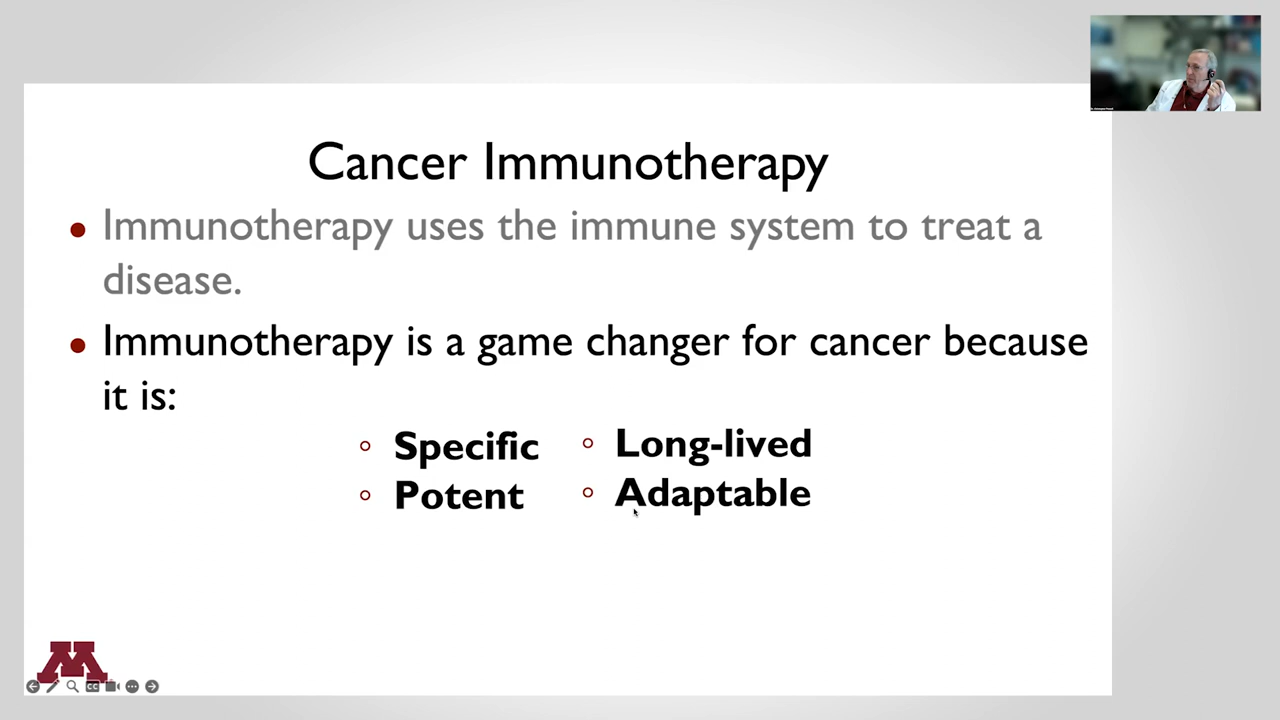 Cancer Immunotherapy
• Immunotherapy uses the immune system to treat a
disease.
• Immunotherapy is a game changer for cancer because
it is:
◦ Specific ◦ Long-lived
◦ Potent ◦ Adaptable
M
CC